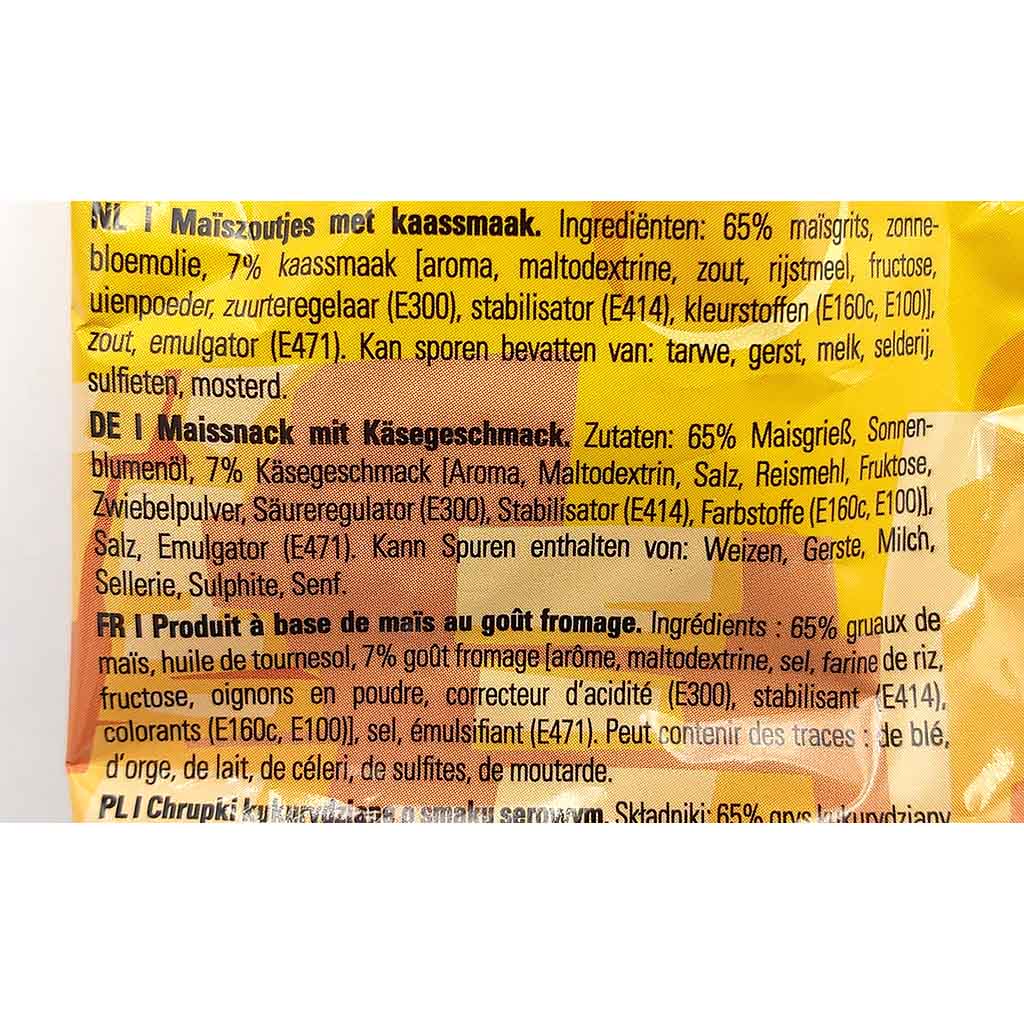 NL | Maïszoutjes met kaassmaak. Ingrediënten: 65% maïsgrits, zonne-
bloemolie, 7% kaassmaak [aroma, maltodextrine, zout, rijstmeel, fructose,
uienpoeder, zuurteregelaar (E300), stabilisator (E414), kleurstoffen (E160c, E100)],
zout, emulgator (E471). Kan sporen bevatten van: tarwe, gerst, melk, selderij,
sulfieten, mosterd.
DE | Maissnack mit Käsegeschmack. Zutaten: 65% Maisgrieß, Sonnen-
blumenöl, 7% Käsegeschmack [Aroma, Maltodextrin, Salz, Reismehl, Fruktose,
Zwiebelpulver, Säureregulator (E300), Stabilisator (E414), Farbstoffe (E160c, E100)],
Salz, Emulgator (E471). Kann Spuren enthalten von: Weizen, Gerste, Milch,
Sellerie, Sulphite, Senf.
FR | Produit à base de maïs au goût fromage. Ingrédients : 65% gruaux de
maïs, huile de tournesol, 7% goût fromage [arôme, maltodextrine, sel, farine de riz,
fructose, oignons en poudre, correcteur d'acidité (E300), stabilisant (E414),
colorants (E160c, E100)], sel, émulsifiant (E471). Peut contenir des traces : de blé,
d'orge, de lait, de céleri, de sulfites, de moutarde.
PL | Chrupki kukurydziane o smaku serowym. Składniki: 65% grys kukurydziany